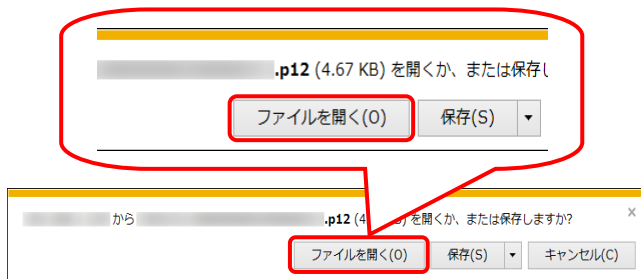 .p12 (4.67 KB) を開くか、または保存し
ファイルを開く(O) 保存(S) ▼
から .p12 (4 ) を開くか、または保存しますか? ×
ファイルを開く(O) 保存(S) ▼ キャンセル(C)